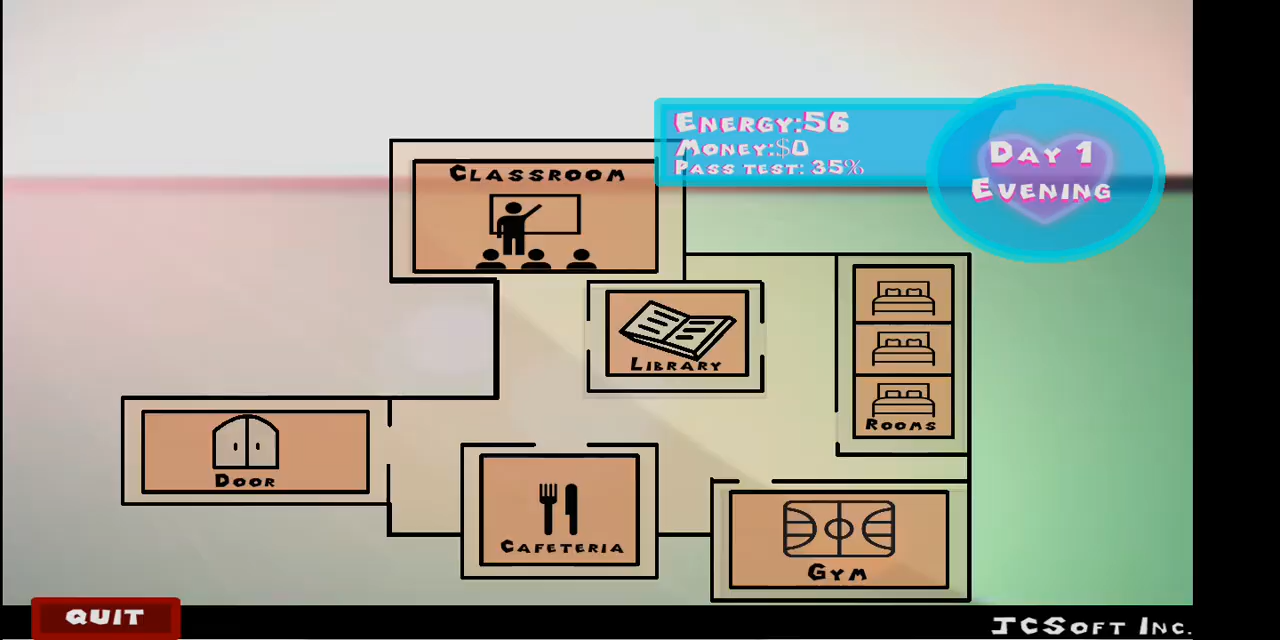 Energy:56
Money:$0
Pass test: 35%
Day 1
Evening
Classroom
Library
Rooms
Door
Cafeteria
Gym
QUIT
JCSoft Inc.